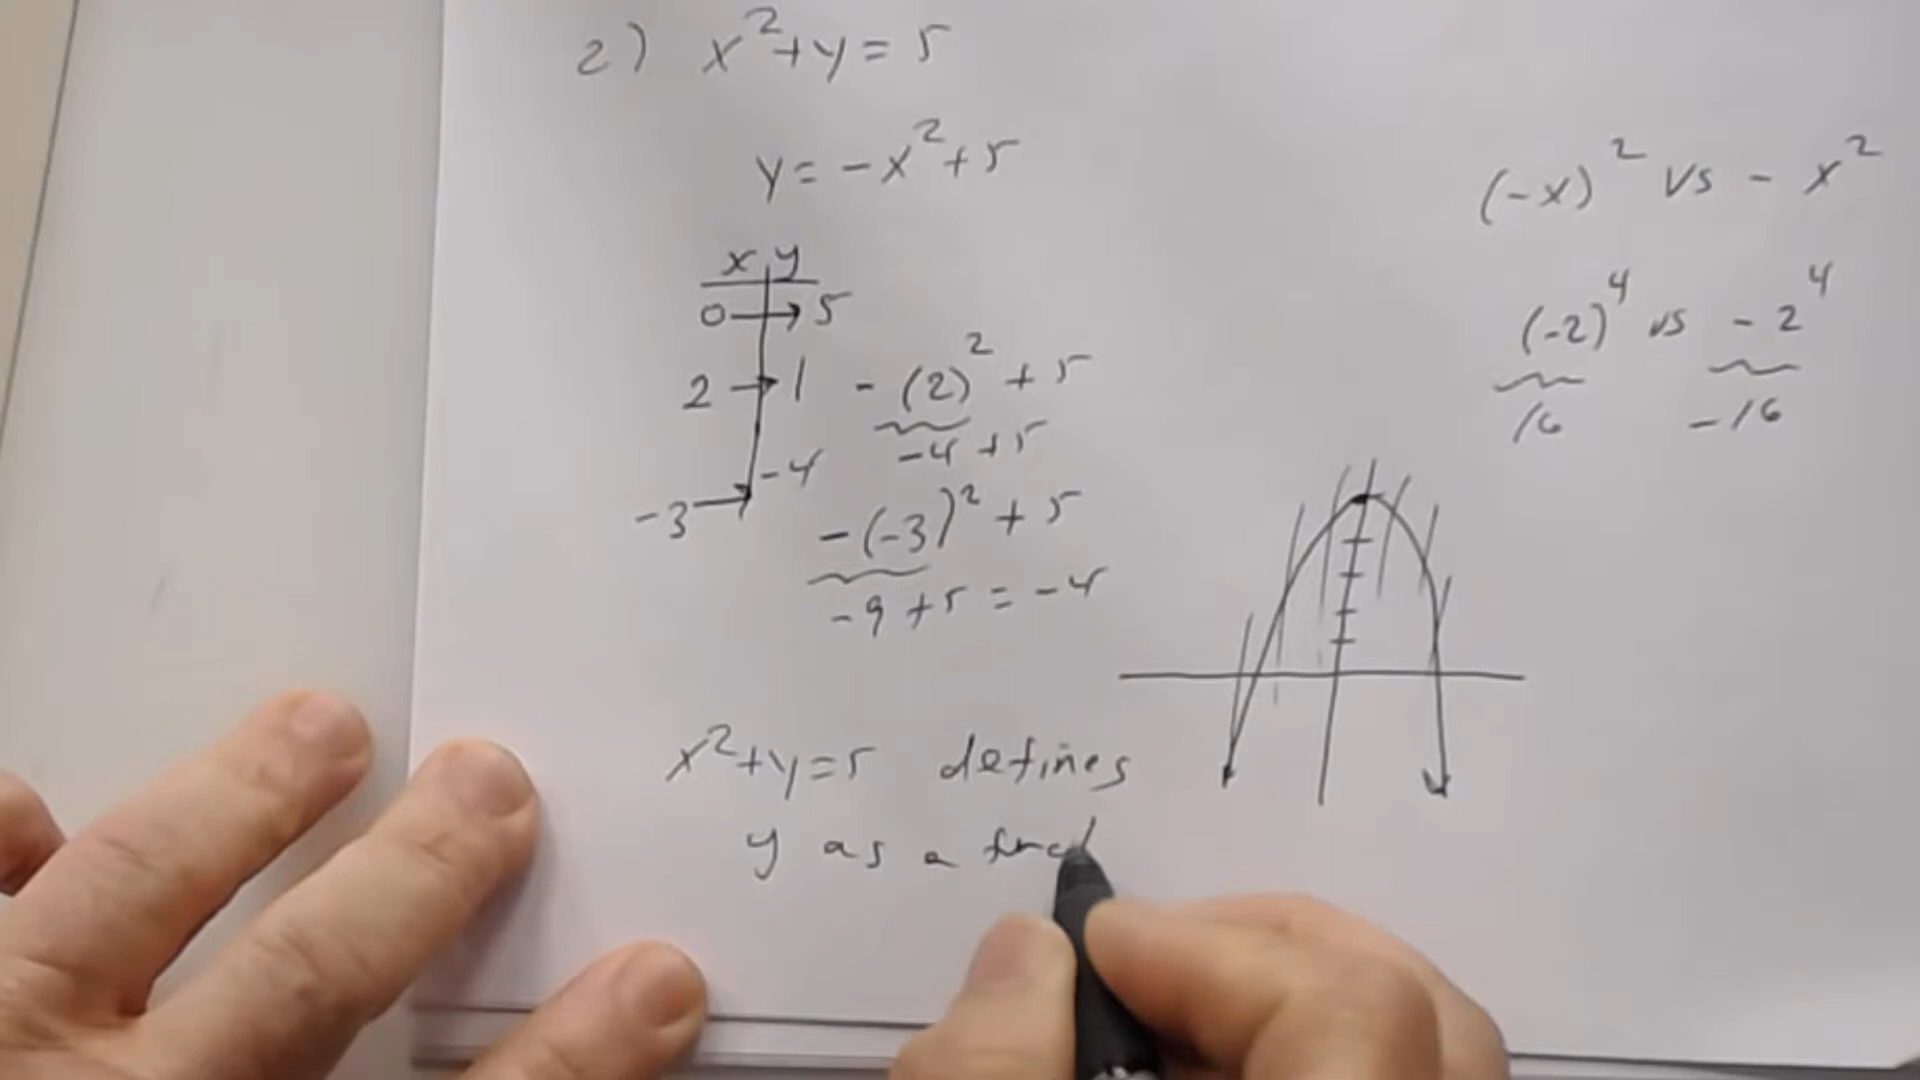 2) x²+y=5
y=-x²+5
x y
0→5
2→1 -(2)²+5
-4+5
-3→-4 -(-3)²+5
-9+5=-4
(-x)² vs -x²
(-2)⁴ vs -2⁴
16 -16
x²+y=5 defines
y as a funct